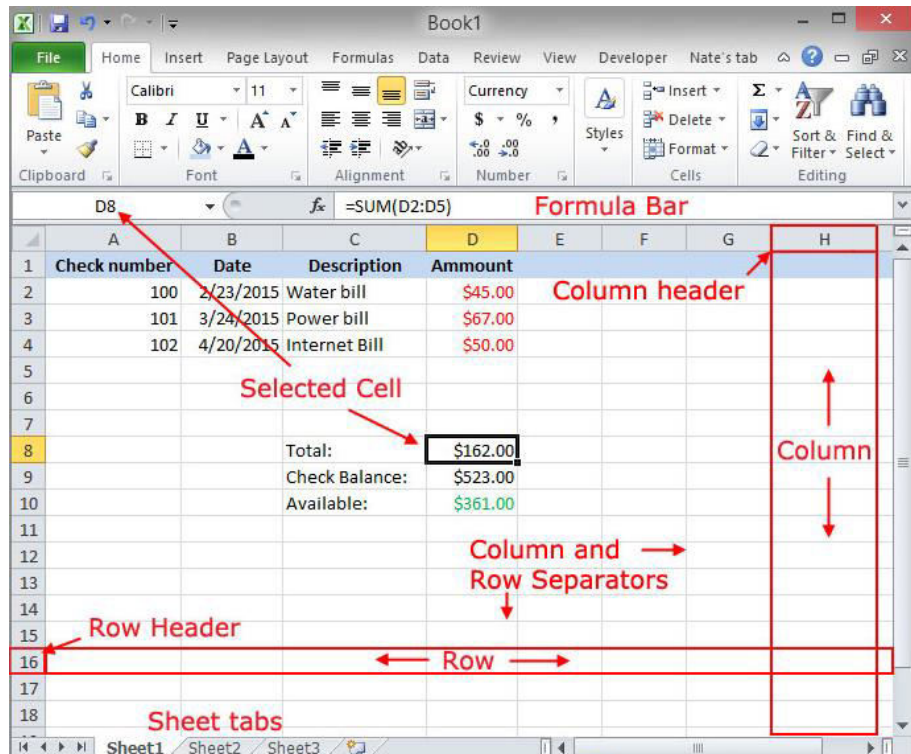 Book1
File Home Insert Page Layout Formulas Data Review View Developer Nate's tab
Calibri 11 Currency Insert Σ
Paste B I U A A $ % , Styles Delete Sort & Find &
A .0 .00 .00 .0 Format Filter Select
Clipboard Font Alignment Number Cells Editing
D8 fx =SUM(D2:D5) Formula Bar
A B C D E F G H
1 Check number Date Description Ammount
2 100 2/23/2015 Water bill $45.00 Column header
3 101 3/24/2015 Power bill $67.00
4 102 4/20/2015 Internet Bill $50.00
5
6 Selected Cell
7
8 Total: $162.00 Column
9 Check Balance: $523.00
10 Available: $361.00
11
12 Column and
13 Row Separators
14
15 Row Header
16 Row
17
18 Sheet tabs
Sheet1 Sheet2 Sheet3